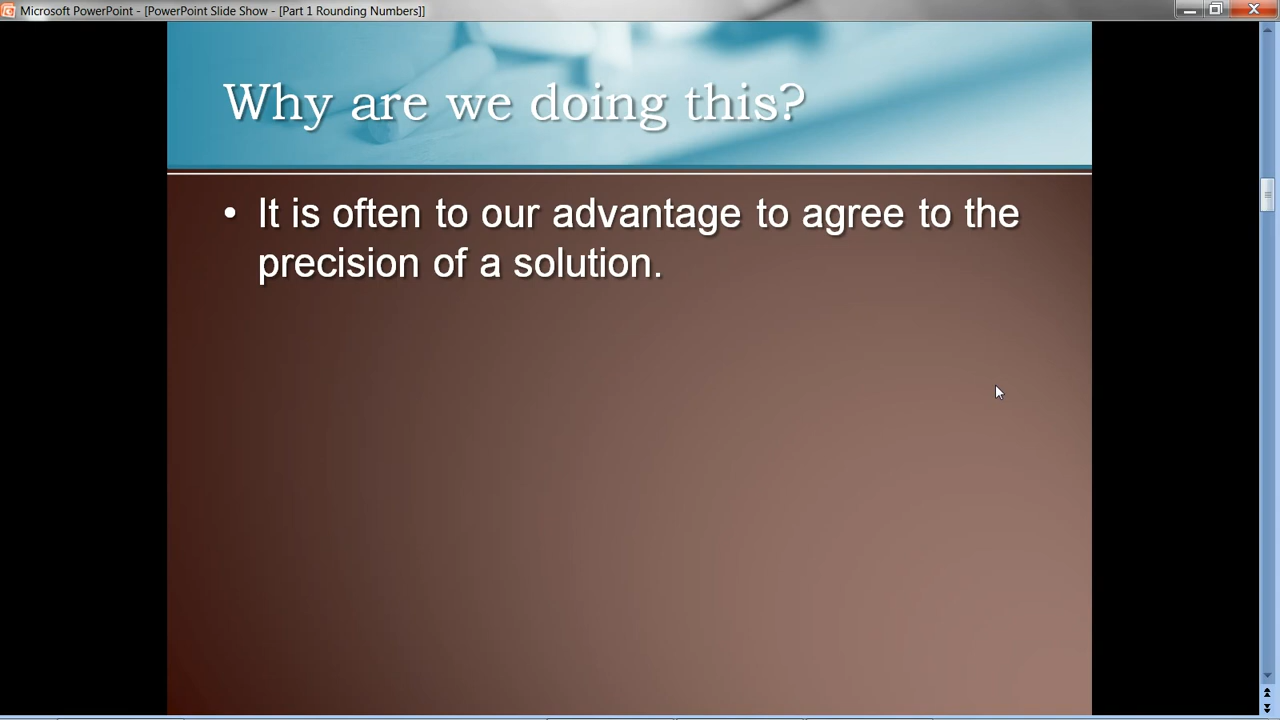 Microsoft PowerPoint - [PowerPoint Slide Show - [Part 1 Rounding Numbers]]
Why are we doing this?
• It is often to our advantage to agree to the
precision of a solution.